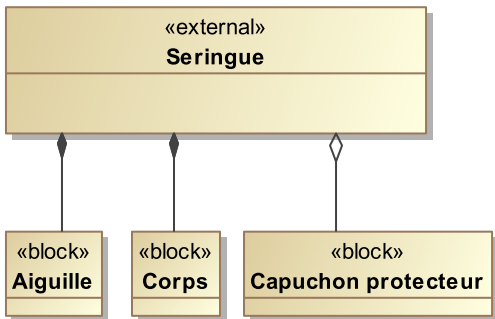 «external»
Seringue
«block» «block» «block»
Aiguille Corps Capuchon protecteur